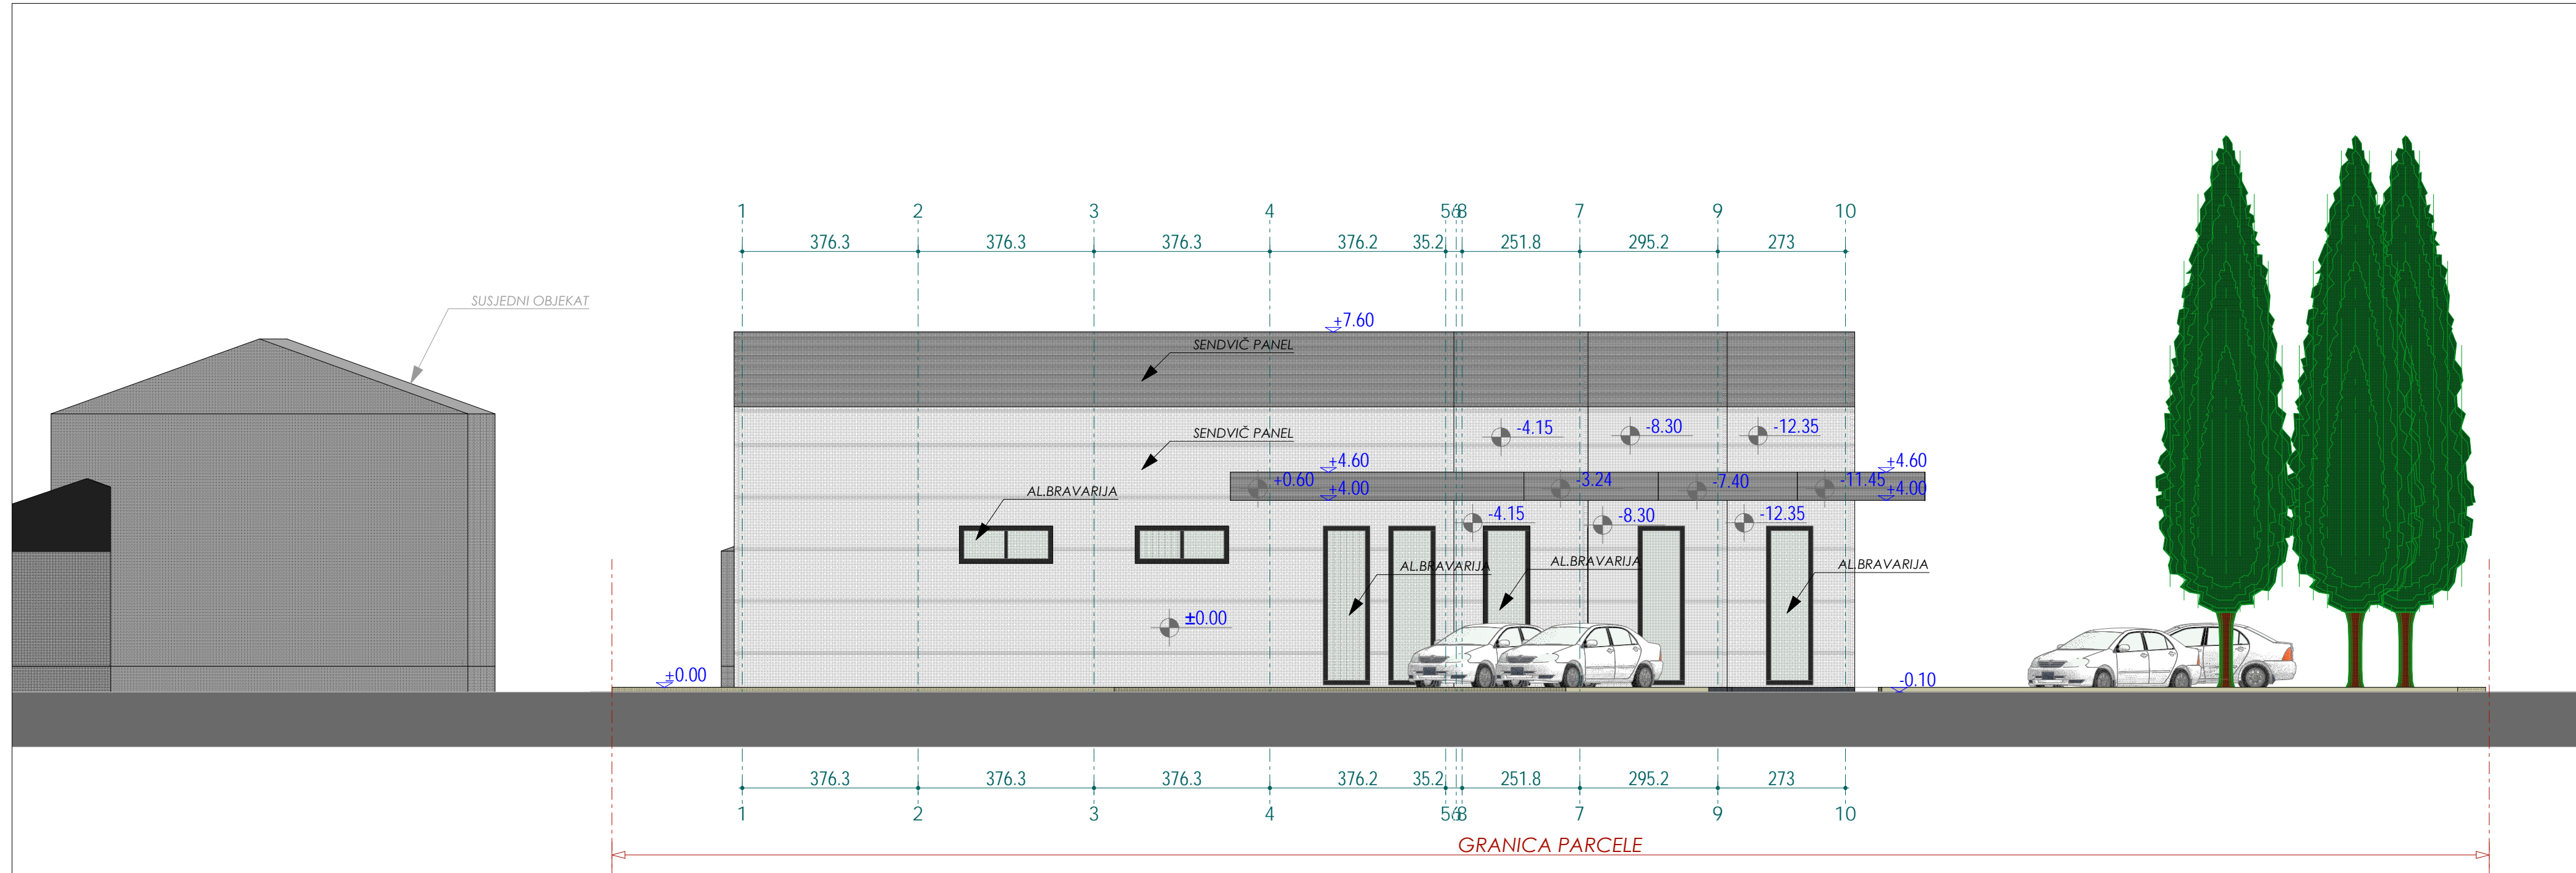 1 2 3 4 5 6 8 7 9 10
376.3 376.3 376.3 376.2 35.2 251.8 295.2 273
SUSJEDNI OBJEKAT
+7.60
SENDVIČ PANEL
-4.15 -8.30 -12.35
SENDVIČ PANEL
+4.60 +4.60
+0.60 +4.00 -3.24 -7.40 -11.45 +4.00
AL.BRAVARIJA
-4.15 -8.30 -12.35
AL.BRAVARIJA AL.BRAVARIJA AL.BRAVARIJA
±0.00
±0.00 -0.10
376.3 376.3 376.3 376.2 35.2 251.8 295.2 273
1 2 3 4 5 6 8 7 9 10
GRANICA PARCELE